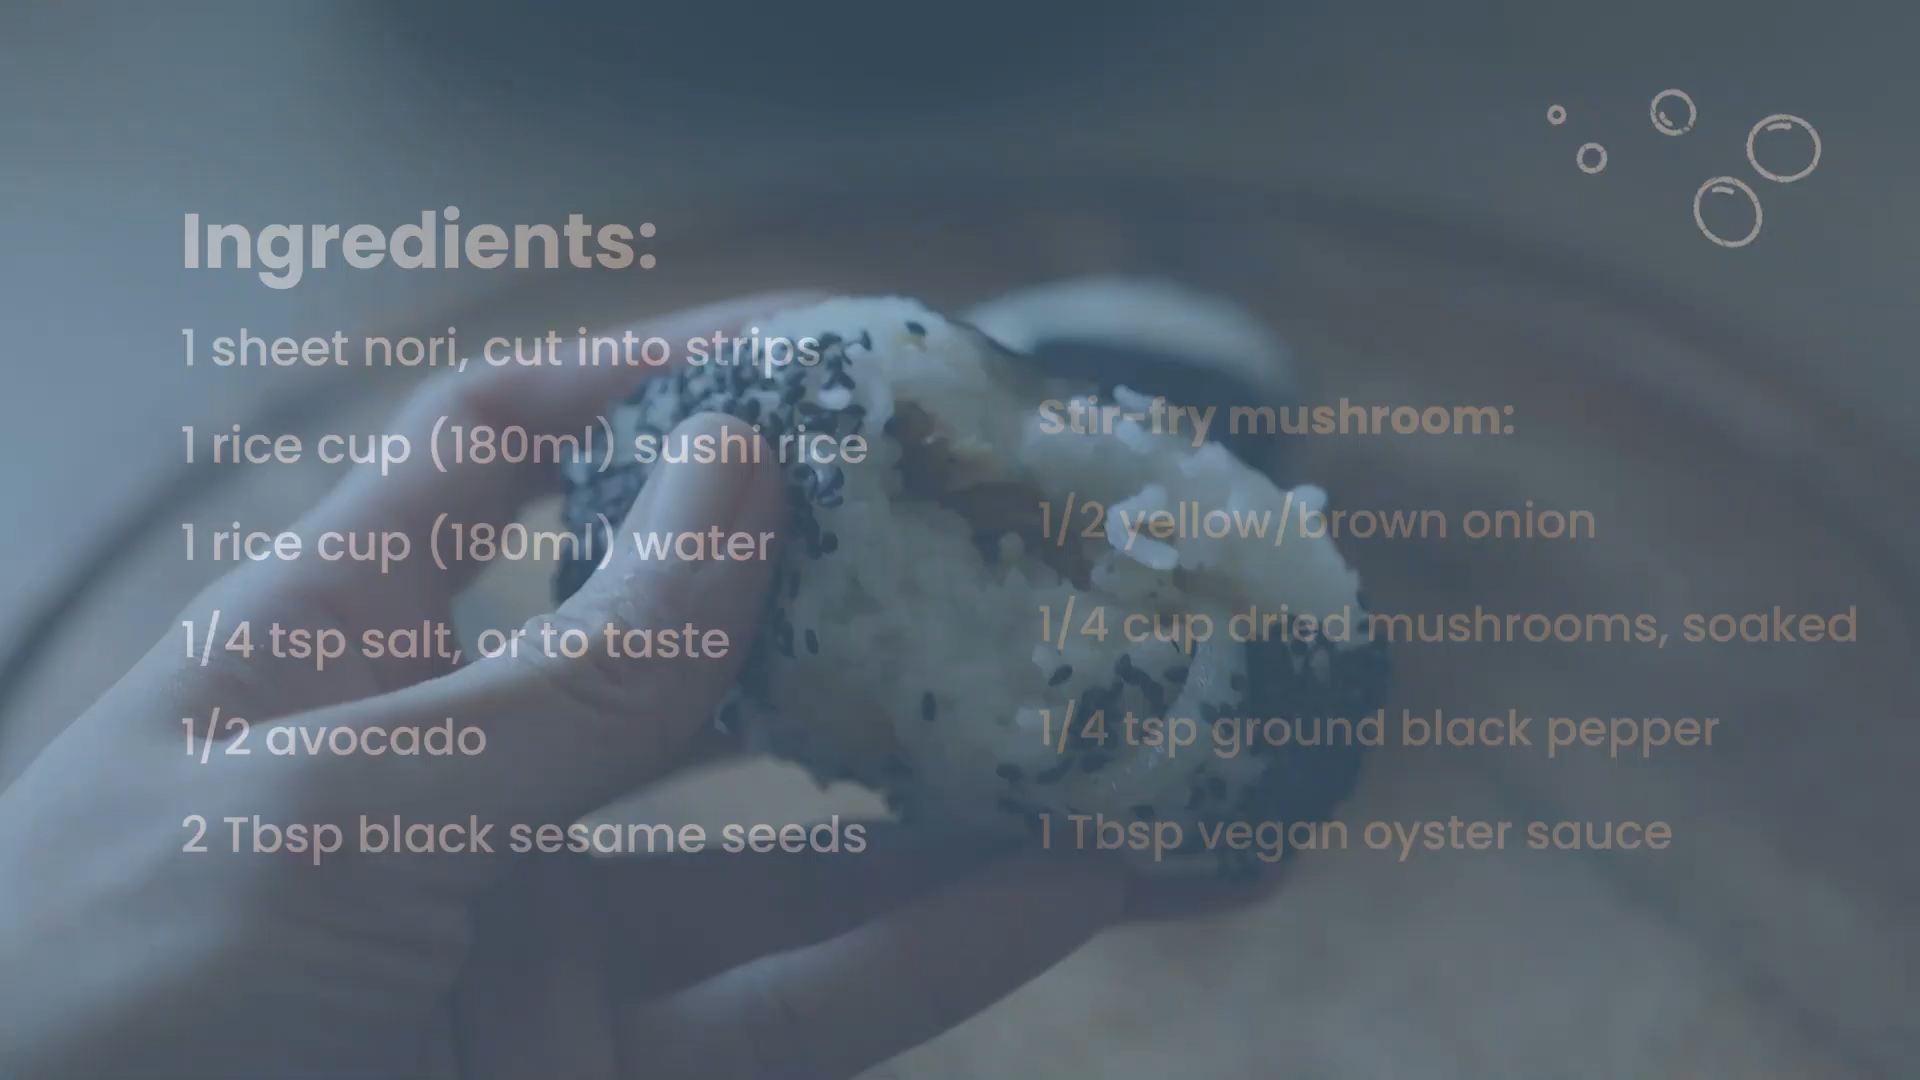 Ingredients:
1 sheet nori, cut into strips
1 rice cup (180ml) sushi rice
1 rice cup (180ml) water
1/4 tsp salt, or to taste
1/2 avocado
2 Tbsp black sesame seeds
Stir-fry mushroom:
1/2 yellow/brown onion
1/4 cup dried mushrooms, soaked
1/4 tsp ground black pepper
1 Tbsp vegan oyster sauce